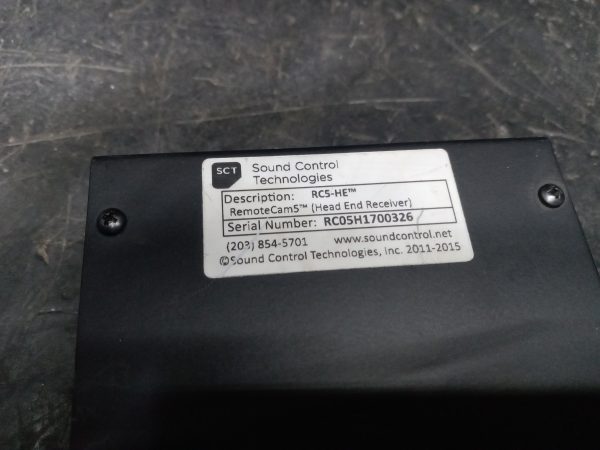 SCT
Sound Control
Technologies
Description: RC5-HE™
RemoteCam5™ (Head End Receiver)
Serial Number: RC05H1700326
(203) 854-5701 www.soundcontrol.net
©Sound Control Technologies, Inc. 2011-2015